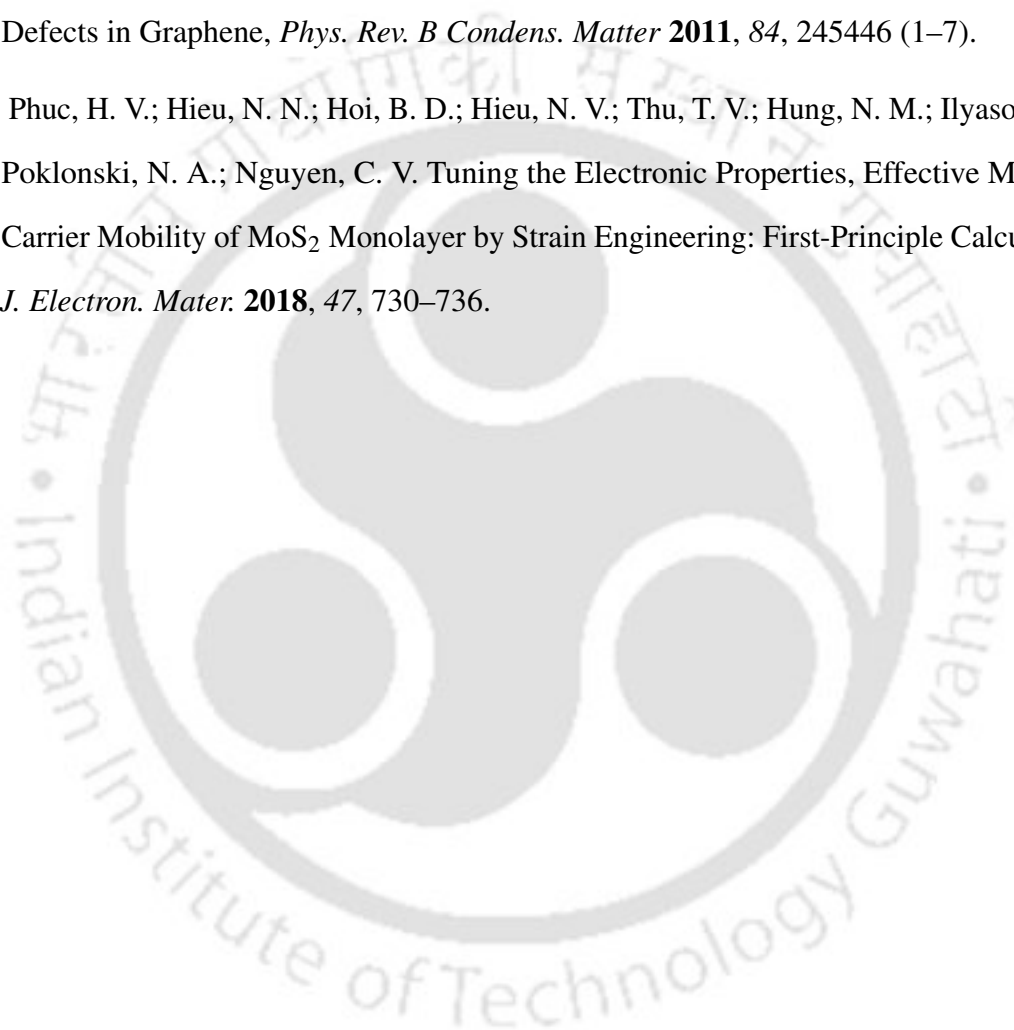 Defects in Graphene, Phys. Rev. B Condens. Matter 2011, 84, 245446 (1–7).
Phuc, H. V.; Hieu, N. N.; Hoi, B. D.; Hieu, N. V.; Thu, T. V.; Hung, N. M.; Ilyaso
Poklonski, N. A.; Nguyen, C. V. Tuning the Electronic Properties, Effective M
Carrier Mobility of MoS₂ Monolayer by Strain Engineering: First-Principle Calcu
J. Electron. Mater. 2018, 47, 730–736.
Indian Institute of Technology Guwahati